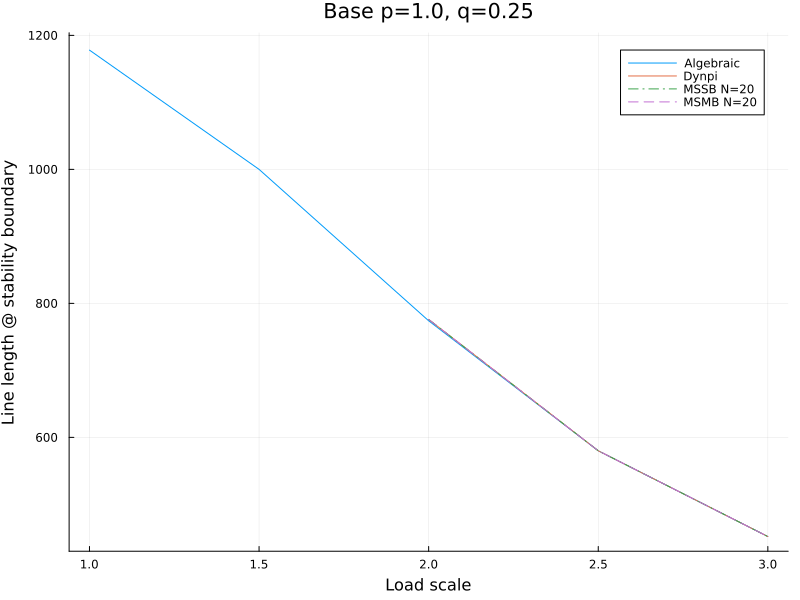 Base p=1.0, q=0.25
Algebraic
Dynpi
MSSB N=20
MSMB N=20
Line length @ stability boundary
1200
1000
800
600
1.0 1.5 2.0 2.5 3.0
Load scale